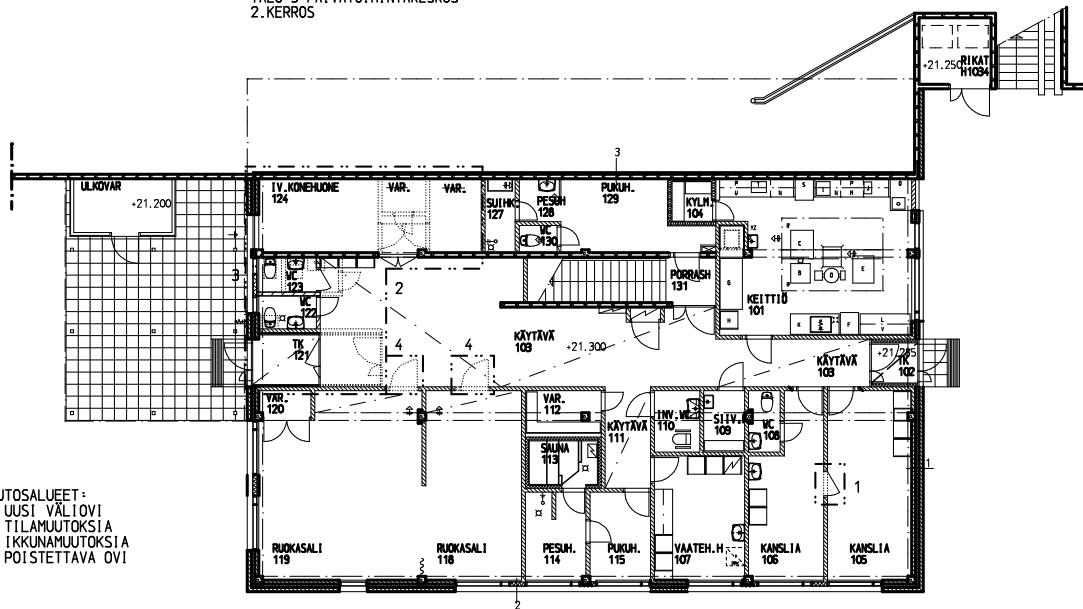 2.KERROS
RIKAT
+21.250
H1034
3
ULKOVAR
+21.200
IV.KONEHUONE
124
VAR.
VAR.
SUIHK
127
PESUH
128
PUKUH.
129
KYLM.
104
WC
130
WC
123
3
2
PORRASH
131
KEITTIÖ
101
WC
122
TK
121
4
4
KÄYTÄVÄ
103
+21.300
KÄYTÄVÄ
103
TK
102
VAR.
120
VAR.
112
KÄYTÄVÄ
111
INV.WC
110
SIIV.
109
WC
108
SAUNA
113
1
1
UTOSALUEET:
UUSI VÄLIOVI
TILAMUUTOKSIA
IKKUNAMUUTOKSIA
POISTETTAVA OVI
RUOKASALI
119
RUOKASALI
118
PESUH.
114
PUKUH.
115
VAATEH.H
107
KANSLIA
106
KANSLIA
105
2